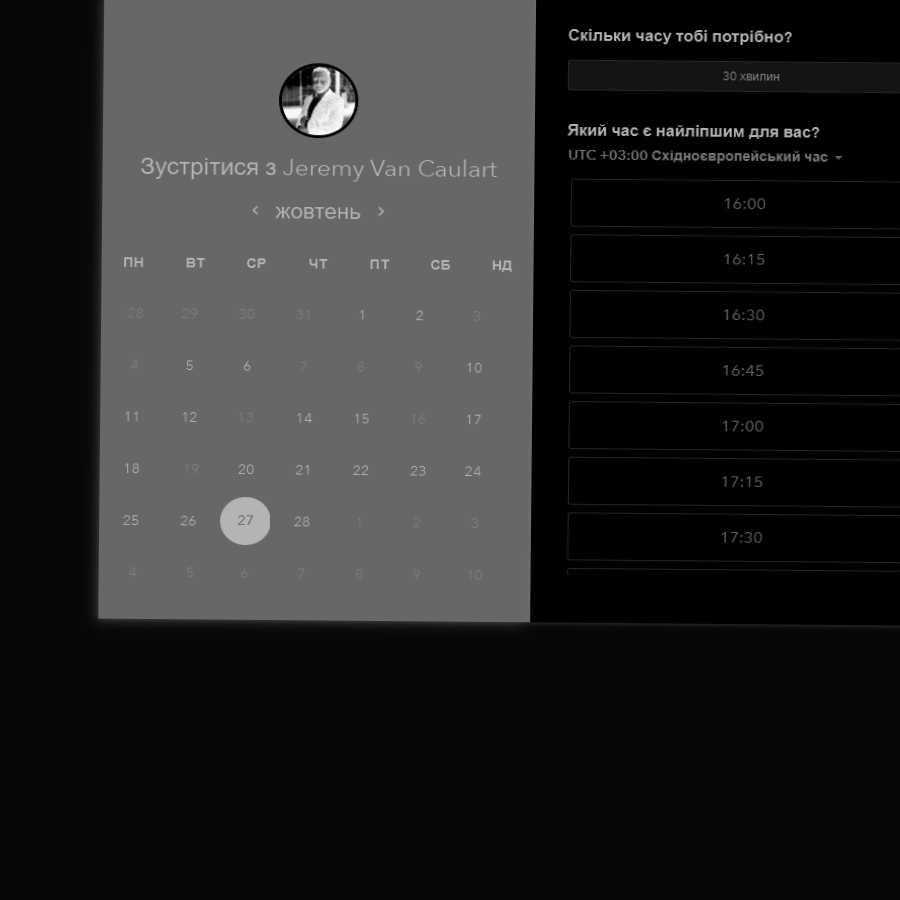 Зустрітися з Jeremy Van Caulart
жовтень
ПН ВТ СР ЧТ ПТ СБ НД
28 29 30 31 1 2 3
4 5 6 7 8 9 10
11 12 13 14 15 16 17
18 19 20 21 22 23 24
25 26 27 28 1 2 3
4 5 6 7 8 9 10
Скільки часу тобі потрібно?
30 хвилин
Який час є найліпшим для вас?
UTC +03:00 Східноєвропейський час
16:00
16:15
16:30
16:45
17:00
17:15
17:30